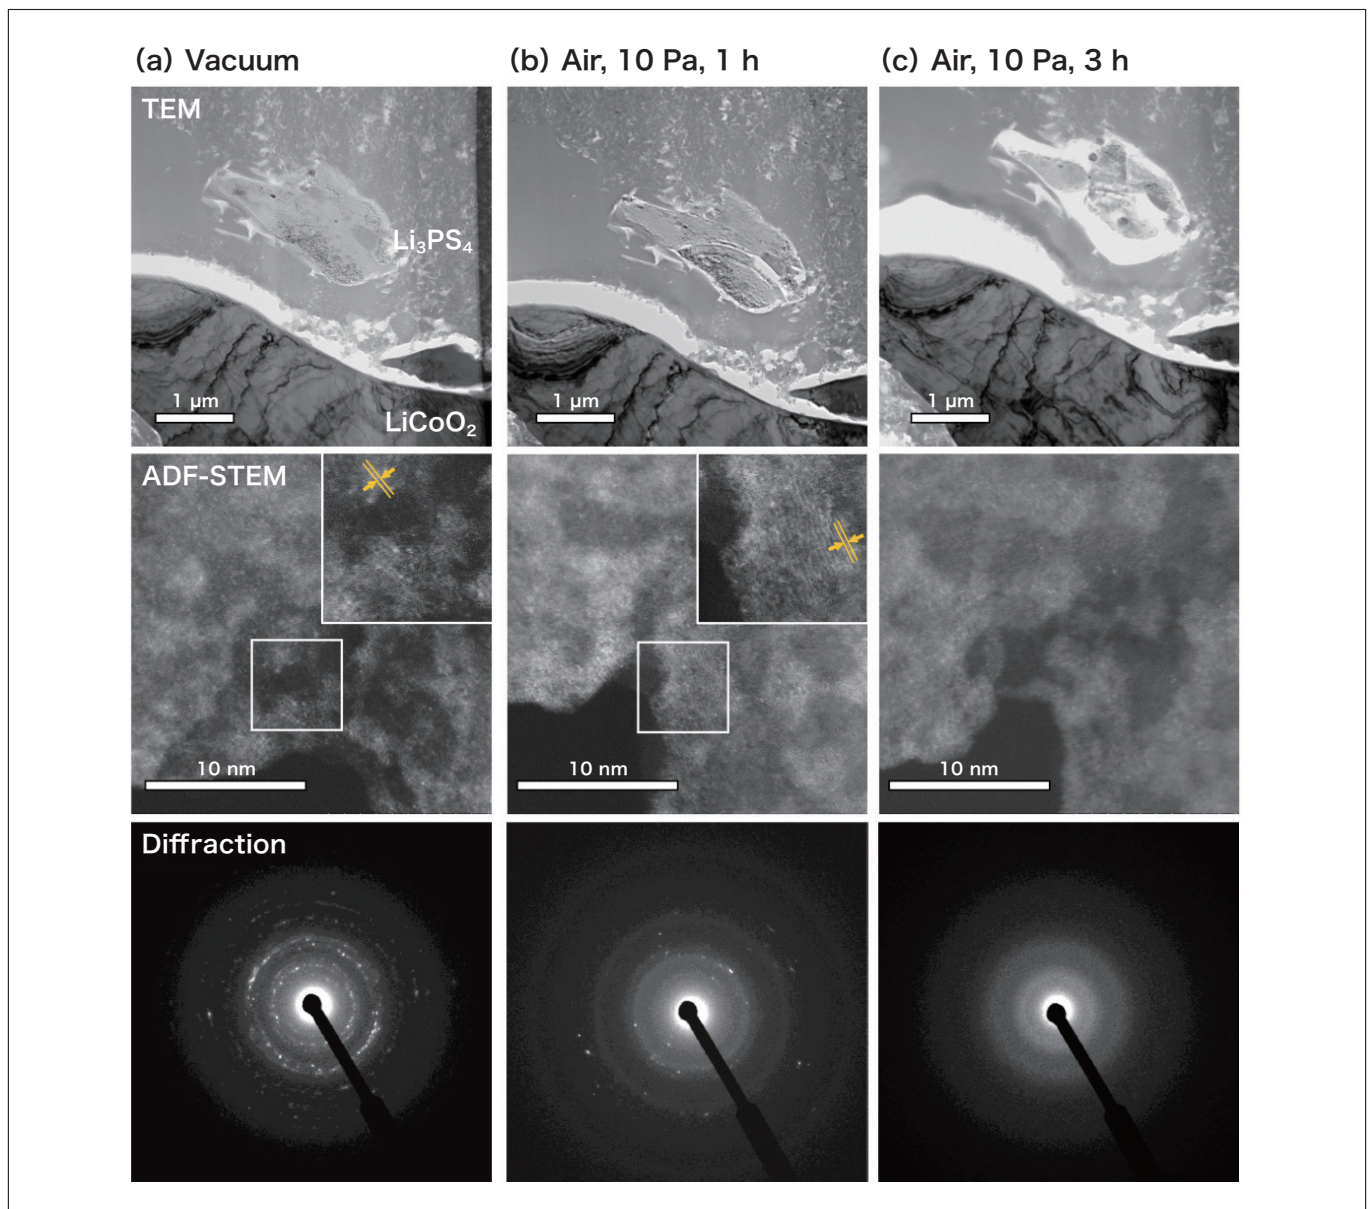 (a) Vacuum
(b) Air, 10 Pa, 1 h
(c) Air, 10 Pa, 3 h
TEM
Li₃PS₄
1 µm
LiCoO₂
1 µm
1 µm
ADF-STEM
10 nm
10 nm
10 nm
Diffraction